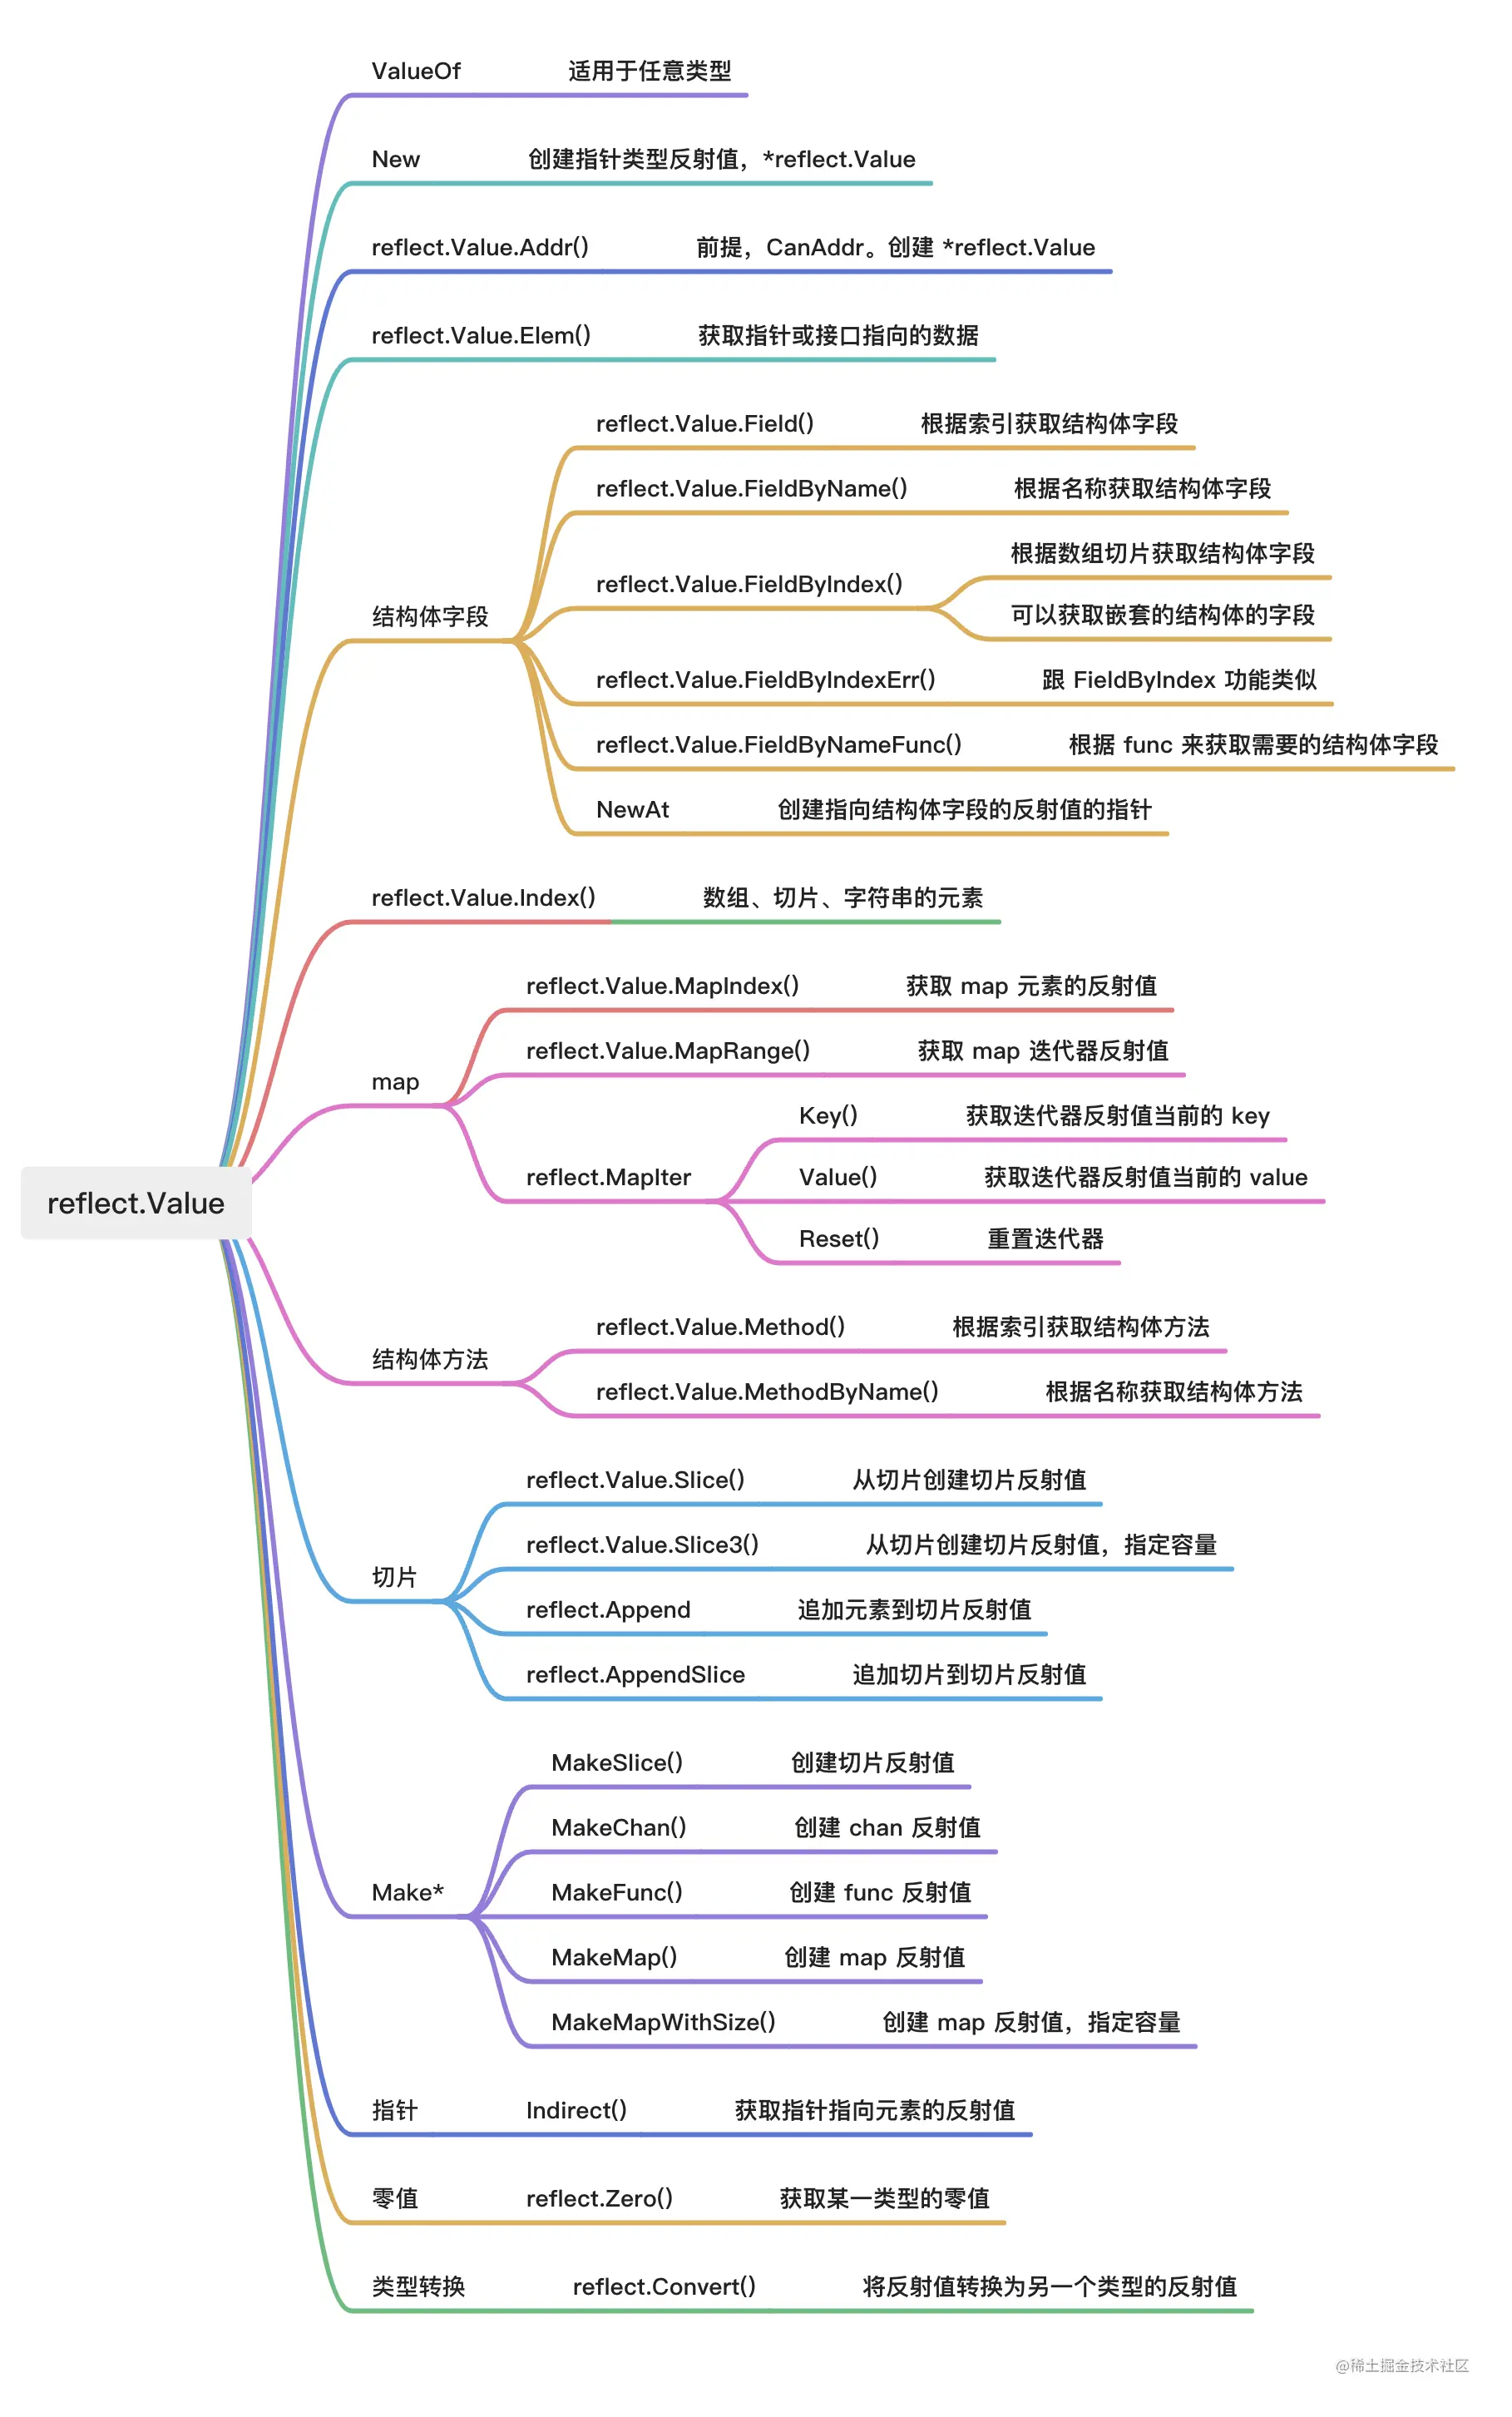 ValueOf 适用于任意类型
New 创建指针类型反射值，*reflect.Value
reflect.Value.Addr() 前提，CanAddr。创建 *reflect.Value
reflect.Value.Elem() 获取指针或接口指向的数据
结构体字段
reflect.Value.Field() 根据索引获取结构体字段
reflect.Value.FieldByName() 根据名称获取结构体字段
reflect.Value.FieldByIndex()
根据数组切片获取结构体字段
可以获取嵌套的结构体的字段
reflect.Value.FieldByIndexErr() 跟 FieldByIndex 功能类似
reflect.Value.FieldByNameFunc() 根据 func 来获取需要的结构体字段
NewAt 创建指向结构体字段的反射值的指针
reflect.Value.Index() 数组、切片、字符串的元素
map
reflect.Value.MapIndex() 获取 map 元素的反射值
reflect.Value.MapRange() 获取 map 迭代器反射值
reflect.MapIter
Key() 获取迭代器反射值当前的 key
Value() 获取迭代器反射值当前的 value
Reset() 重置迭代器
reflect.Value
结构体方法
reflect.Value.Method() 根据索引获取结构体方法
reflect.Value.MethodByName() 根据名称获取结构体方法
切片
reflect.Value.Slice() 从切片创建切片反射值
reflect.Value.Slice3() 从切片创建切片反射值，指定容量
reflect.Append 追加元素到切片反射值
reflect.AppendSlice 追加切片到切片反射值
Make*
MakeSlice() 创建切片反射值
MakeChan() 创建 chan 反射值
MakeFunc() 创建 func 反射值
MakeMap() 创建 map 反射值
MakeMapWithSize() 创建 map 反射值，指定容量
指针 Indirect() 获取指针指向元素的反射值
零值 reflect.Zero() 获取某一类型的零值
类型转换 reflect.Convert() 将反射值转换为另一个类型的反射值
@稀土掘金技术社区